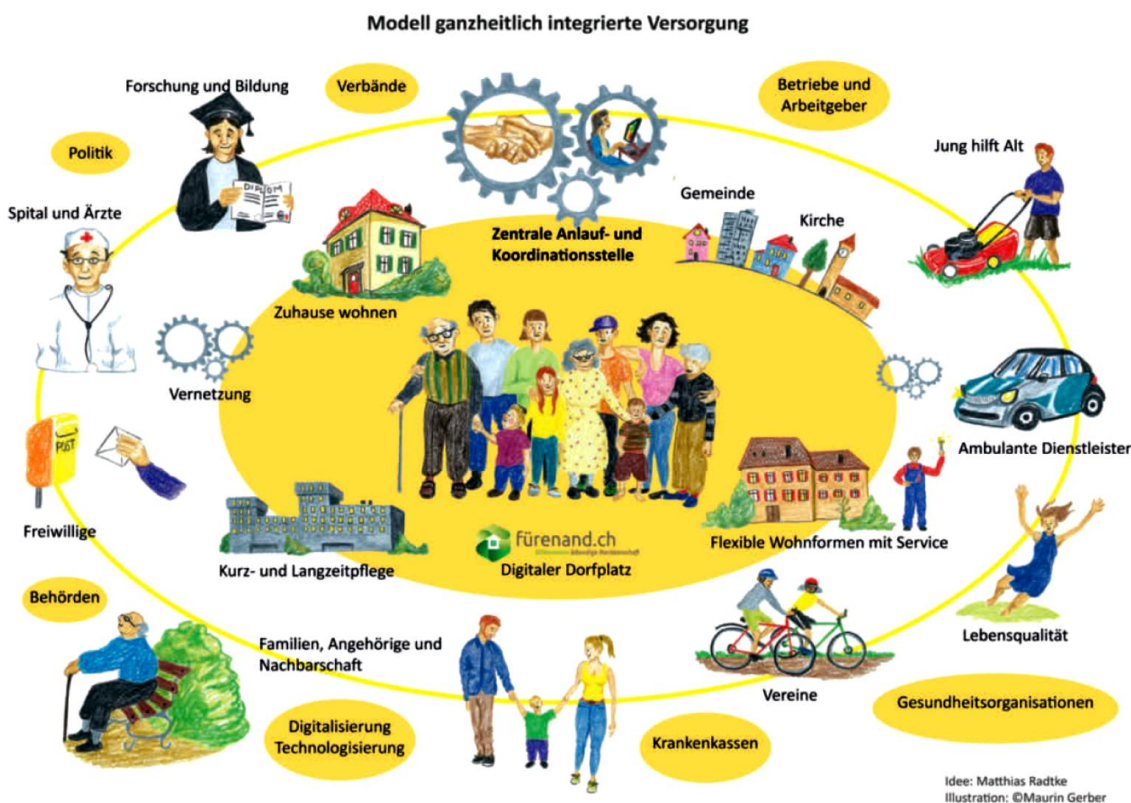 Modell ganzheitlich integrierte Versorgung
Forschung und Bildung
Verbände
Betriebe und
Arbeitgeber
Politik
Jung hilft Alt
DIPLOM
Gemeinde
Spital und Ärzte
Kirche
Zentrale Anlauf- und
Koordinationsstelle
Zuhause wohnen
Vernetzung
POST
Ambulante Dienstleister
Freiwillige
fürenand.ch
Flexible Wohnformen mit Service
Kurz- und Langzeitpflege
Digitaler Dorfplatz
Behörden
Lebensqualität
Familien, Angehörige und
Nachbarschaft
Vereine
Gesundheitsorganisationen
Digitalisierung
Technologisierung
Krankenkassen
Idee: Matthias Radtke
Illustration: ©Maurin Gerber